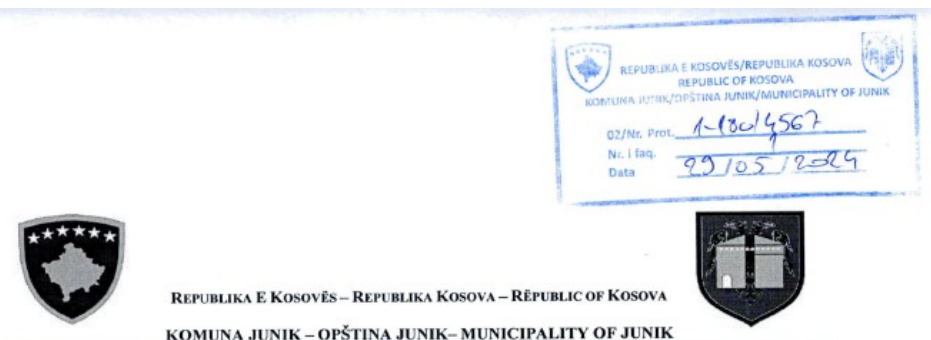 REPUBLIKA E KOSOVËS/REPUBLIKA KOSOVA
REPUBLIC OF KOSOVA
KOMUNA JUNIK/OPŠTINA JUNIK/MUNICIPALITY OF JUNIK
02/Nr. Prot. 1-180/4567
Nr. i faq. 1
Data 29/05/2024
REPUBLIKA E KOSOVËS – REPUBLIKA KOSOVA – RËPUBLIC OF KOSOVA
KOMUNA JUNIK – OPŠTINA JUNIK– MUNICIPALITY OF JUNIK